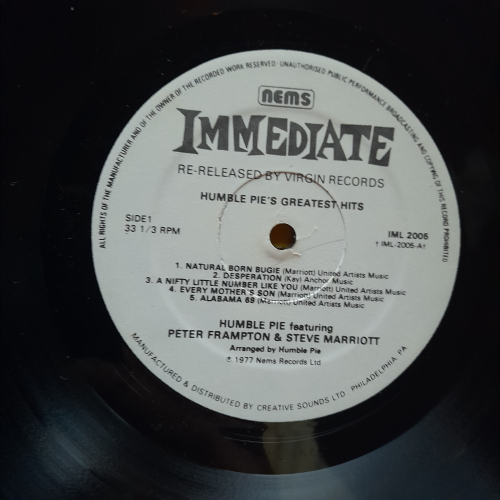 ALL RIGHTS OF THE MANUFACTURER AND OF THE OWNER OF THE RECORDED WORK RESERVED · UNAUTHORISED PUBLIC PERFORMANCE BROADCASTING AND COPYING OF THIS RECORD PROHIBITED
NEMS
IMMEDIATE
RE-RELEASED BY VIRGIN RECORDS
HUMBLE PIE'S GREATEST HITS
SIDE1
33 1/3 RPM
IML 2005
† IML-2005-A†
1. NATURAL BORN BUGIE (Marriott) United Artists Music
2. DESPERATION (Kay) Anchor Music
3. A NIFTY LITTLE NUMBER LIKE YOU (Marriott) United Artists Music
4. EVERY MOTHER'S SON (Marriott) United Artists Music
5. ALABAMA 69 (Marriott) United Artists Music
HUMBLE PIE featuring
PETER FRAMPTON & STEVE MARRIOTT
Arranged by Humble Pie
℗ 1977 Nems Records Ltd
MANUFACTURED & DISTRIBUTED BY CREATIVE SOUNDS LTD. PHILADELPHIA, PA